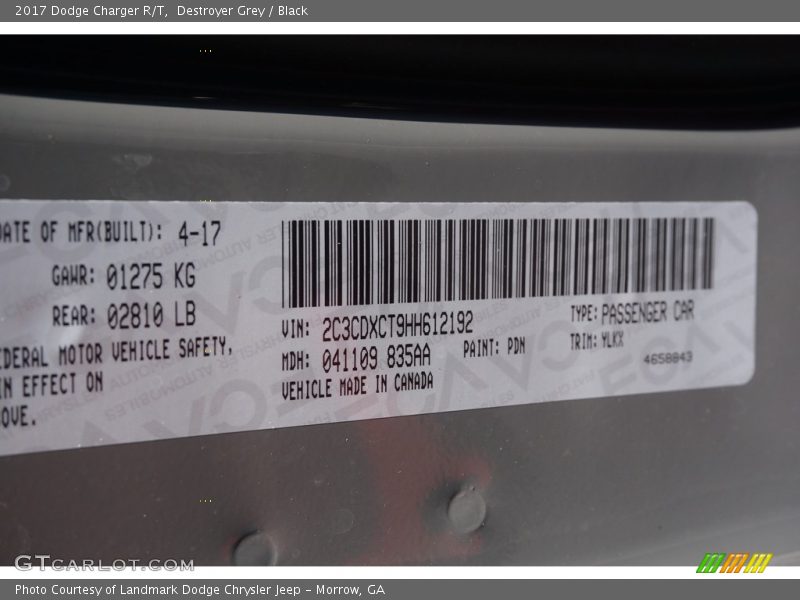 2017 Dodge Charger R/T, Destroyer Grey / Black
DATE OF MFR(BUILT): 4-17
GAWR: 01275 KG
REAR: 02810 LB
VIN: 2C3CDXCT9HH612192
TYPE: PASSENGER CAR
MDH: 041109 835AA
PAINT: PDN
TRIM: YLKX
VEHICLE MADE IN CANADA
4658843
EDERAL MOTOR VEHICLE SAFETY,
IN EFFECT ON
OVE.
GTCARLOT.COM
Photo Courtesy of Landmark Dodge Chrysler Jeep - Morrow, GA